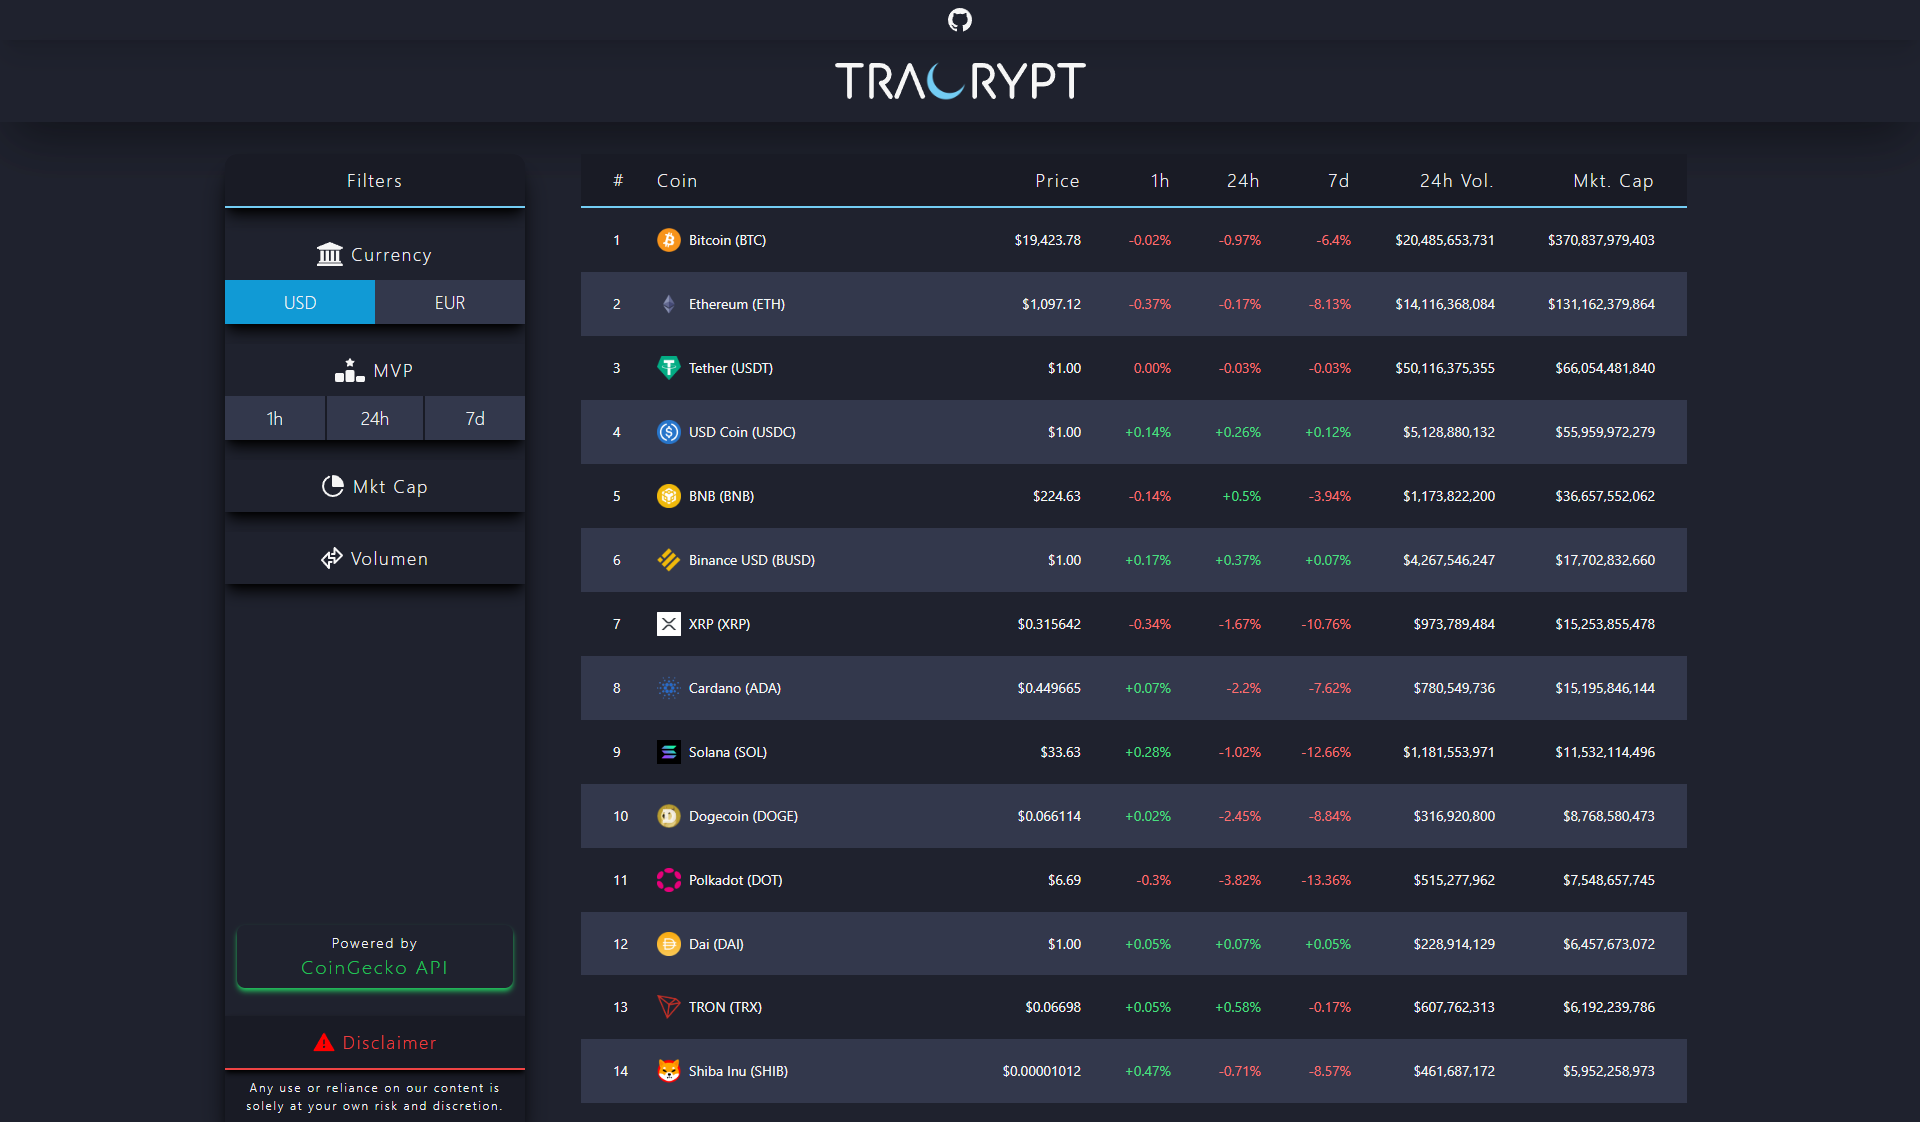 TRACRYPT
Filters
Currency
USD EUR
MVP
1h 24h 7d
Mkt Cap
Volumen
Powered by
CoinGecko API
Disclaimer
Any use or reliance on our content is
solely at your own risk and discretion.
# Coin Price 1h 24h 7d 24h Vol. Mkt. Cap
1 Bitcoin (BTC) $19,423.78 -0.02% -0.97% -6.4% $20,485,653,731 $370,837,979,403
2 Ethereum (ETH) $1,097.12 -0.37% -0.17% -8.13% $14,116,368,084 $131,162,379,864
3 Tether (USDT) $1.00 0.00% -0.03% -0.03% $50,116,375,355 $66,054,481,840
4 USD Coin (USDC) $1.00 +0.14% +0.26% +0.12% $5,128,880,132 $55,959,972,279
5 BNB (BNB) $224.63 -0.14% +0.5% -3.94% $1,173,822,200 $36,657,552,062
6 Binance USD (BUSD) $1.00 +0.17% +0.37% +0.07% $4,267,546,247 $17,702,832,660
7 XRP (XRP) $0.315642 -0.34% -1.67% -10.76% $973,789,484 $15,253,855,478
8 Cardano (ADA) $0.449665 +0.07% -2.2% -7.62% $780,549,736 $15,195,846,144
9 Solana (SOL) $33.63 +0.28% -1.02% -12.66% $1,181,553,971 $11,532,114,496
10 Dogecoin (DOGE) $0.066114 +0.02% -2.45% -8.84% $316,920,800 $8,768,580,473
11 Polkadot (DOT) $6.69 -0.3% -3.82% -13.36% $515,277,962 $7,548,657,745
12 Dai (DAI) $1.00 +0.05% +0.07% +0.05% $228,914,129 $6,457,673,072
13 TRON (TRX) $0.06698 +0.05% +0.58% -0.17% $607,762,313 $6,192,239,786
14 Shiba Inu (SHIB) $0.00001012 +0.47% -0.71% -8.57% $461,687,172 $5,952,258,973